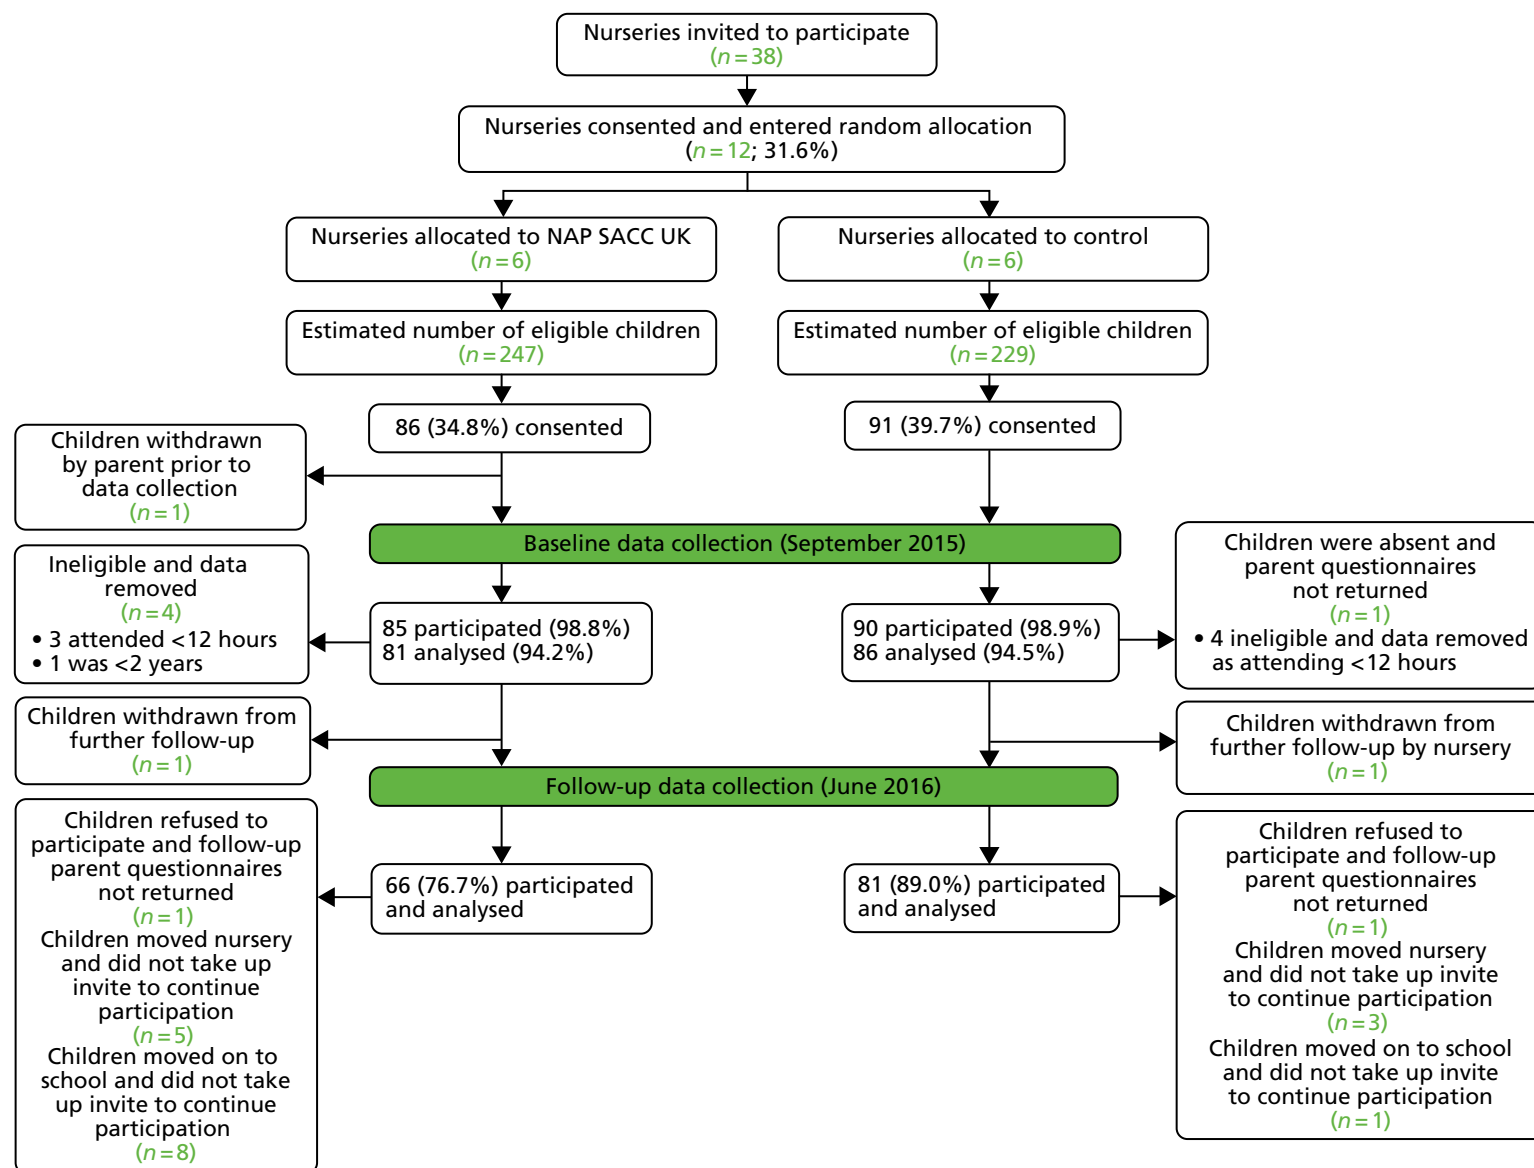 Nurseries invited to participate
(n=38)
Nurseries consented and entered random allocation
(n=12; 31.6%)
Nurseries allocated to NAP SACC UK
(n=6)
Nurseries allocated to control
(n=6)
Estimated number of eligible children
(n=247)
Estimated number of eligible children
(n=229)
86 (34.8%) consented
91 (39.7%) consented
Children withdrawn
by parent prior to
data collection
(n=1)
Baseline data collection (September 2015)
Ineligible and data
removed
(n=4)
• 3 attended <12 hours
• 1 was <2 years
85 participated (98.8%)
81 analysed (94.2%)
90 participated (98.9%)
86 analysed (94.5%)
Children were absent and
parent questionnaires
not returned
(n=1)
• 4 ineligible and data removed
as attending <12 hours
Children withdrawn from
further follow-up
(n=1)
Children withdrawn from
further follow-up by nursery
(n=1)
Follow-up data collection (June 2016)
Children refused to
participate and follow-up
parent questionnaires
not returned
(n=1)
Children moved nursery
and did not take up
invite to continue
participation
(n=5)
Children moved on to
school and did not take
up invite to continue
participation
(n=8)
66 (76.7%) participated
and analysed
81 (89.0%) participated
and analysed
Children refused to
participate and follow-up
parent questionnaires
not returned
(n=1)
Children moved nursery
and did not take up invite
to continue participation
(n=3)
Children moved on to school
and did not take up invite
to continue participation
(n=1)